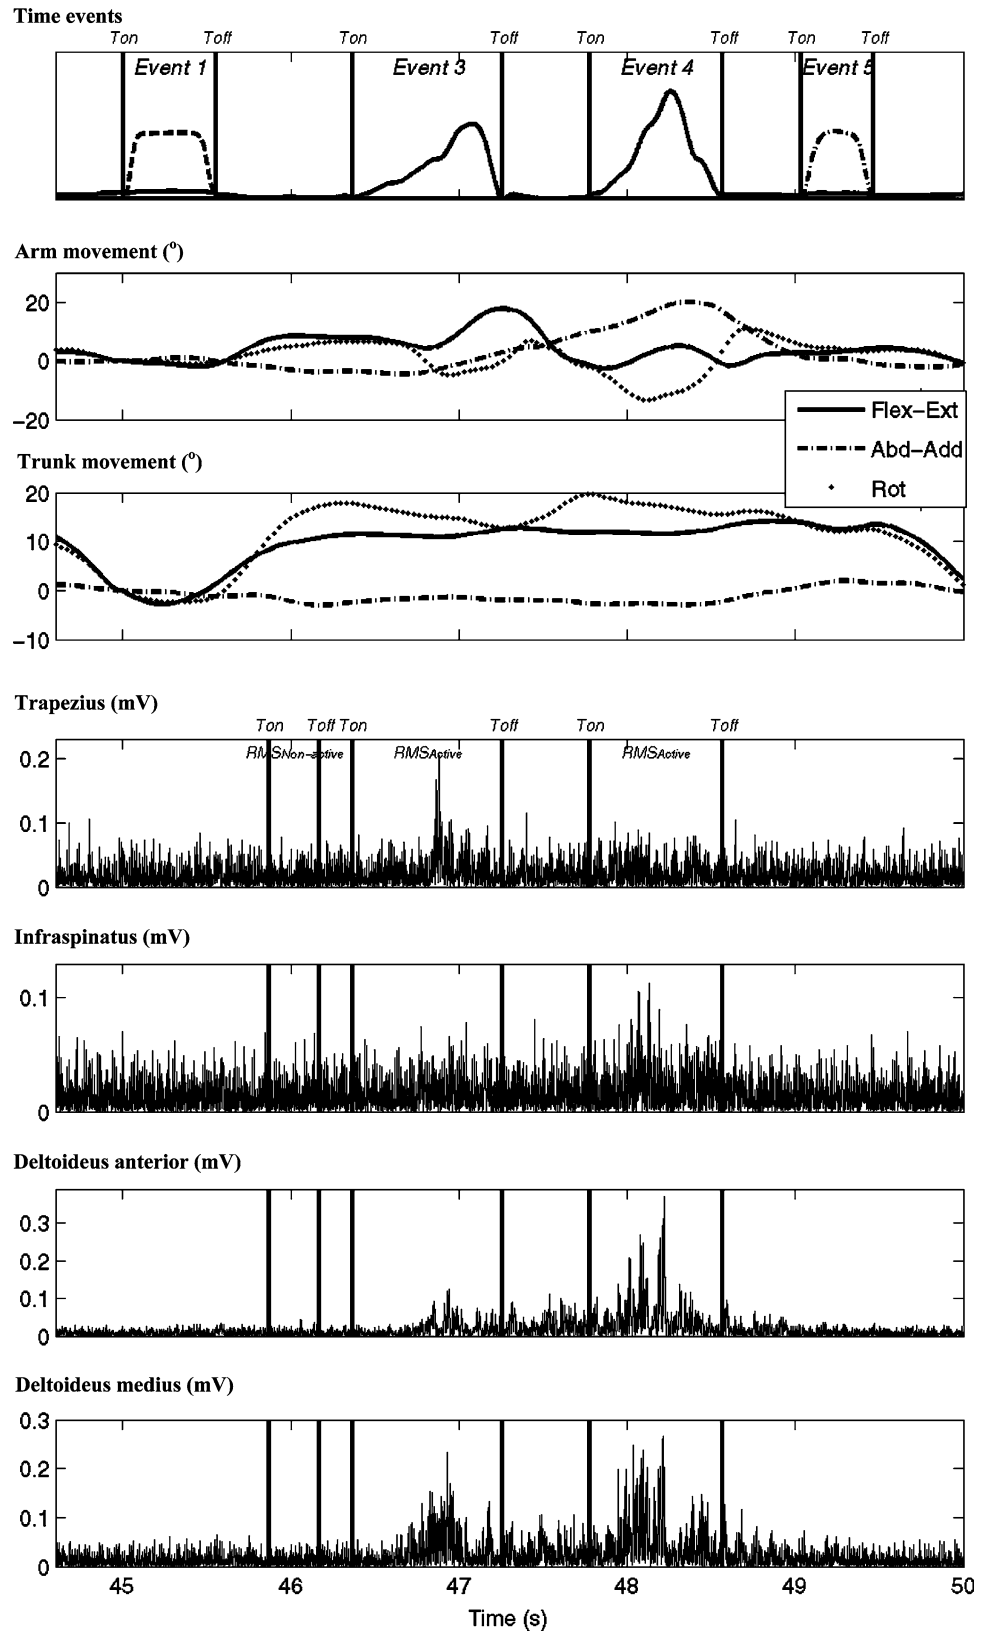 Time events
Ton Toff Ton Toff Ton Toff Ton Toff
Event 1 Event 3 Event 4 Event 5
Arm movement (o)
20
0
−20
Flex−Ext
Abd−Add
Rot
Trunk movement (o)
20
10
0
−10
Trapezius (mV)
Ton Toff Ton Toff Ton Toff
RMSNon−active RMSActive RMSActive
0.2
0.1
0
Infraspinatus (mV)
0.1
0
Deltoideus anterior (mV)
0.3
0.2
0.1
0
Deltoideus medius (mV)
0.3
0.2
0.1
0
45 46 47 48 49 50
Time (s)